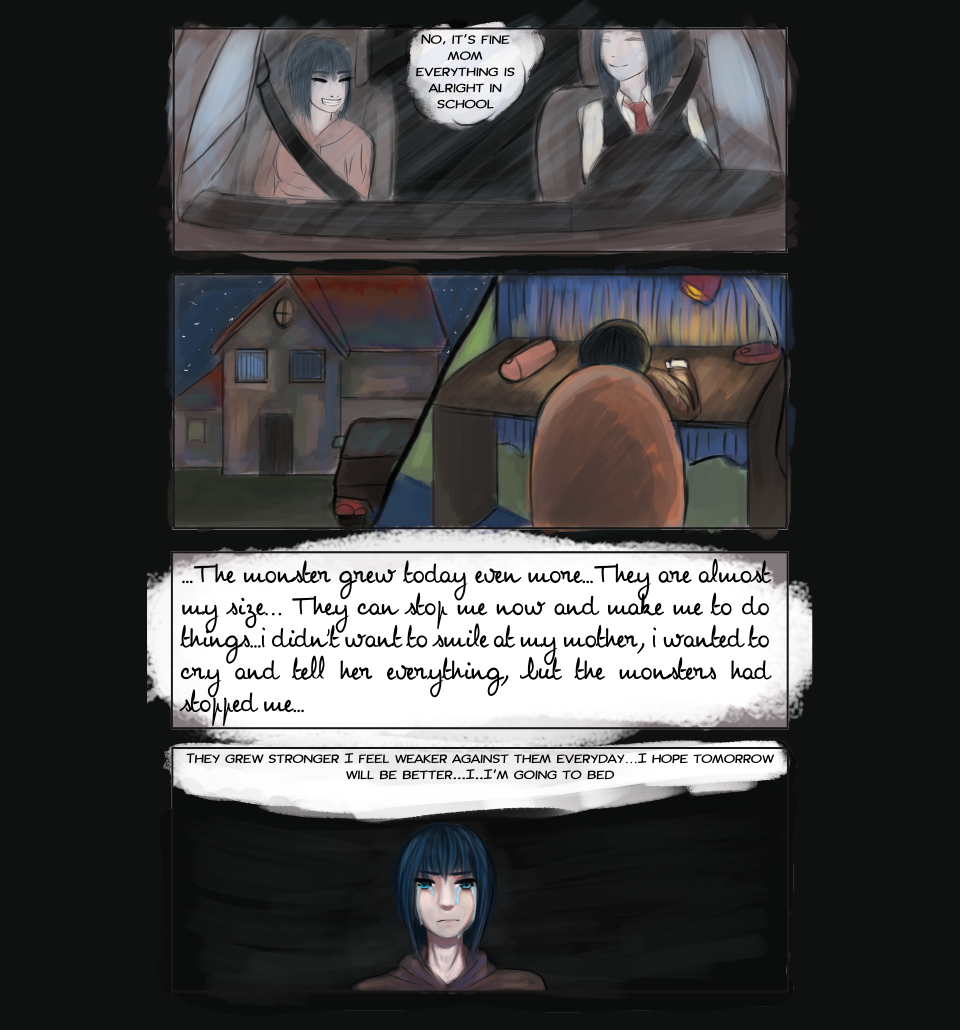 No, it's fine
mom
everything is
alright in
school
...The monster grew today even more...They are almost
my size... They can stop me now and make me to do
things...i didn't want to smile at my mother, i wanted to
cry and tell her everything, but the monsters had
stopped me...
They grew stronger I feel weaker against them everyday...I hope tomorrow
will be better...I..I'm going to bed